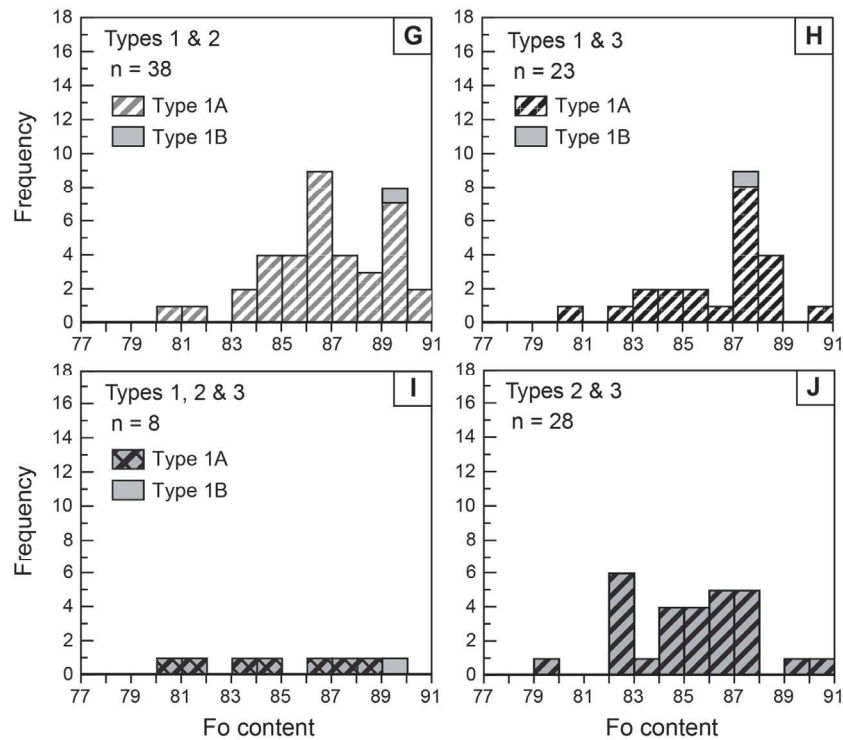 18
16
14
12
10
8
6
4
2
0
Frequency
Types 1 & 2
n = 38
Type 1A
Type 1B
G
77 79 81 83 85 87 89 91
18
16
14
12
10
8
6
4
2
0
Types 1 & 3
n = 23
Type 1A
Type 1B
H
77 79 81 83 85 87 89 91
18
16
14
12
10
8
6
4
2
0
Frequency
Types 1, 2 & 3
n = 8
Type 1A
Type 1B
I
77 79 81 83 85 87 89 91
Fo content
18
16
14
12
10
8
6
4
2
0
Types 2 & 3
n = 28
J
77 79 81 83 85 87 89 91
Fo content